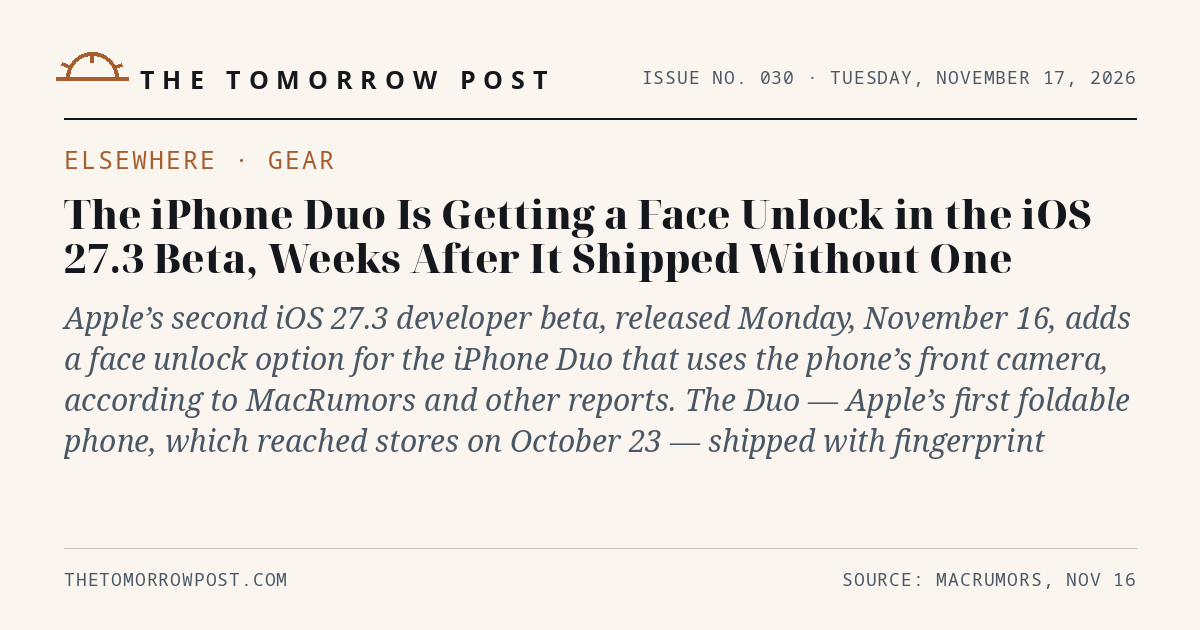 THE TOMORROW POST
ISSUE NO. 030 · TUESDAY, NOVEMBER 17, 2026
ELSEWHERE · GEAR
The iPhone Duo Is Getting a Face Unlock in the iOS
27.3 Beta, Weeks After It Shipped Without One
Apple’s second iOS 27.3 developer beta, released Monday, November 16, adds
a face unlock option for the iPhone Duo that uses the phone’s front camera,
according to MacRumors and other reports. The Duo — Apple’s first foldable
phone, which reached stores on October 23 — shipped with fingerprint
THETOMORROWPOST.COM
SOURCE: MACRUMORS, NOV 16